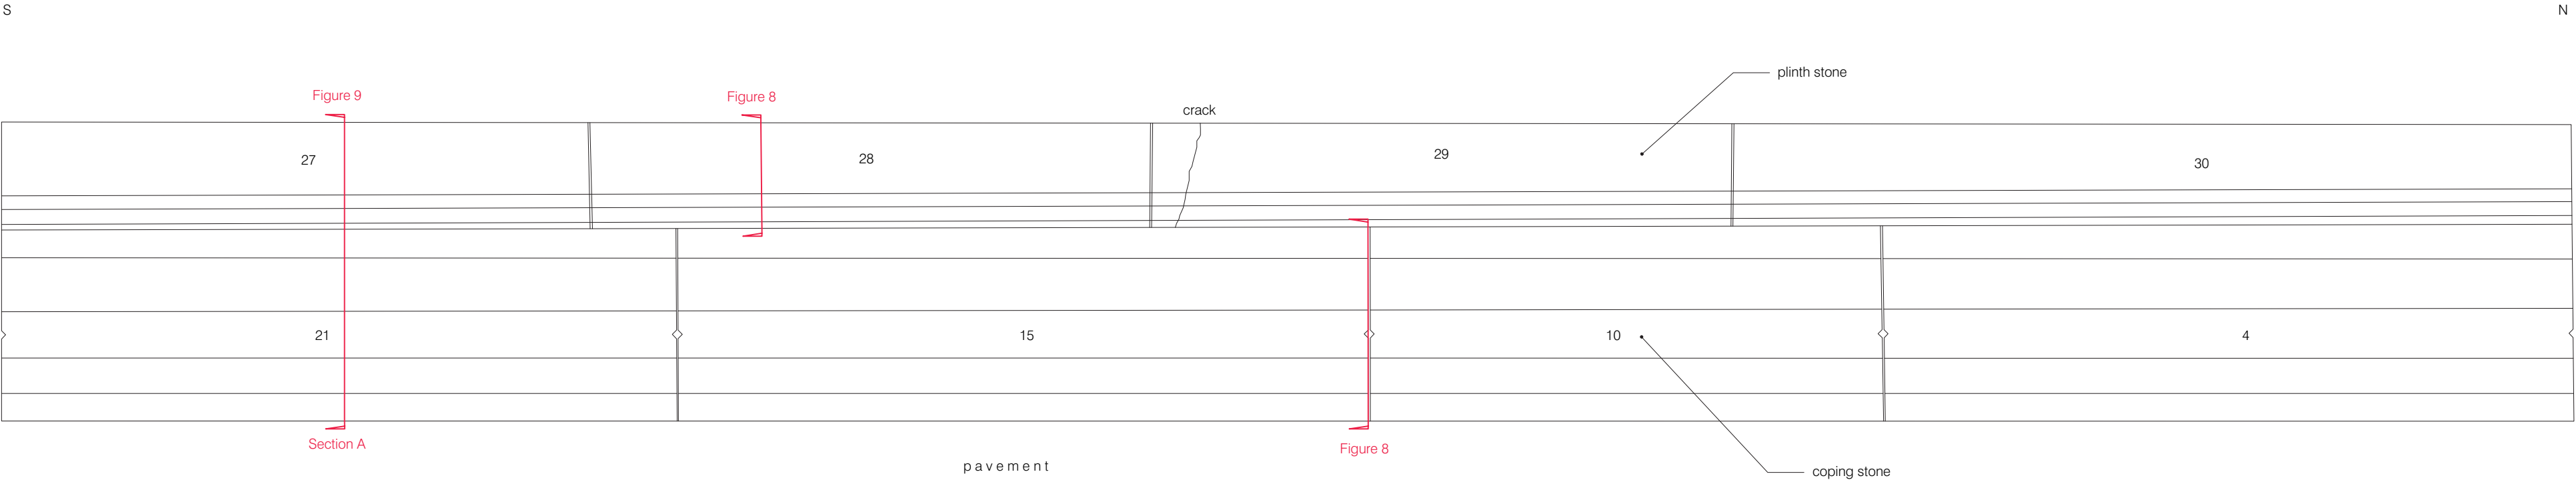 S
N
plinth stone
Figure 9
Figure 8
crack
27
28
29
30
21
15
10
4
Section A
Figure 8
pavement
coping stone